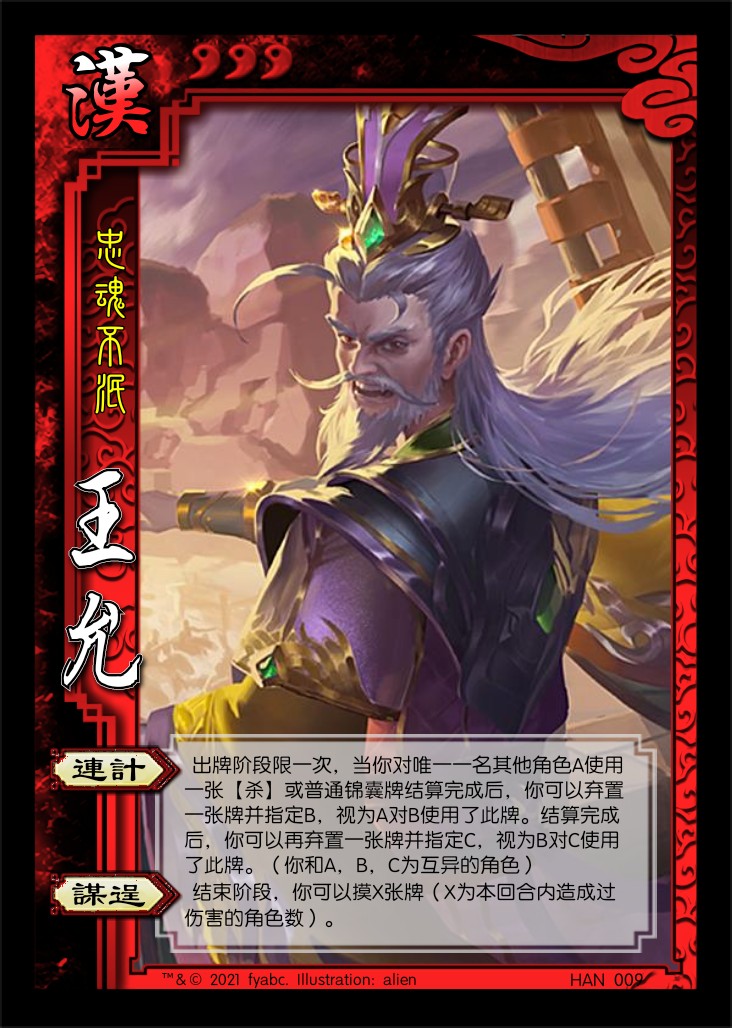 漢
忠魂不泯
王允
連計
出牌阶段限一次，当你对唯一一名其他角色A使用
一张【杀】或普通锦囊牌结算完成后，你可以弃置
一张牌并指定B，视为A对B使用了此牌。结算完成
后，你可以再弃置一张牌并指定C，视为B对C使用
了此牌。（你和A，B，C为互异的角色）
謀逞
结束阶段，你可以摸X张牌（X为本回合内造成过
伤害的角色数）。
™&© 2021 fyabc. Illustration: alien
HAN 009